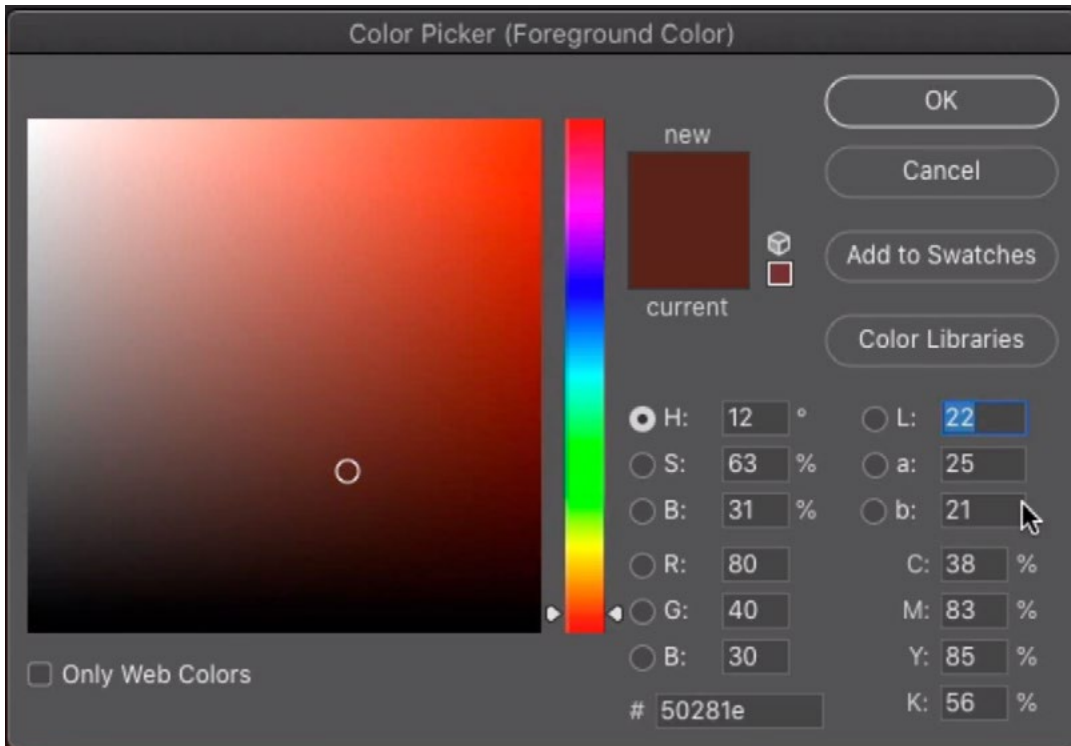 Color Picker (Foreground Color)
new
current
OK
Cancel
Add to Swatches
Color Libraries
H: 12 °
S: 63 %
B: 31 %
R: 80
G: 40
B: 30
# 50281e
L: 22
a: 25
b: 21
C: 38 %
M: 83 %
Y: 85 %
K: 56 %
Only Web Colors